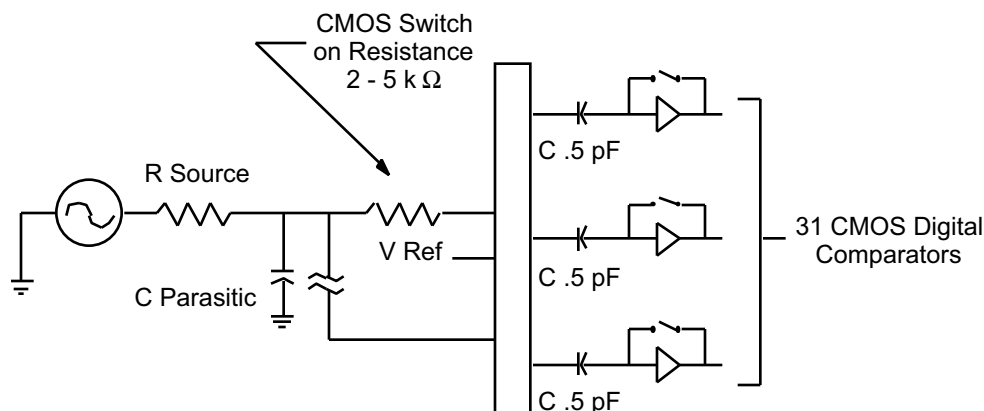 CMOS Switch
on Resistance
2 - 5 k Ω
R Source
C Parasitic
V Ref
C .5 pF
C .5 pF
C .5 pF
31 CMOS Digital
Comparators